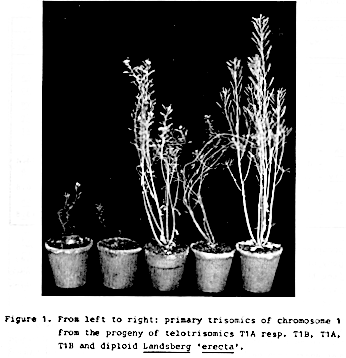 Figure 1. From left to right: primary trisomics of chromosome 1
from the progeny of telotrisomics T1A resp. T1B, T1A,
T1B and diploid Landsberg 'erecta'.